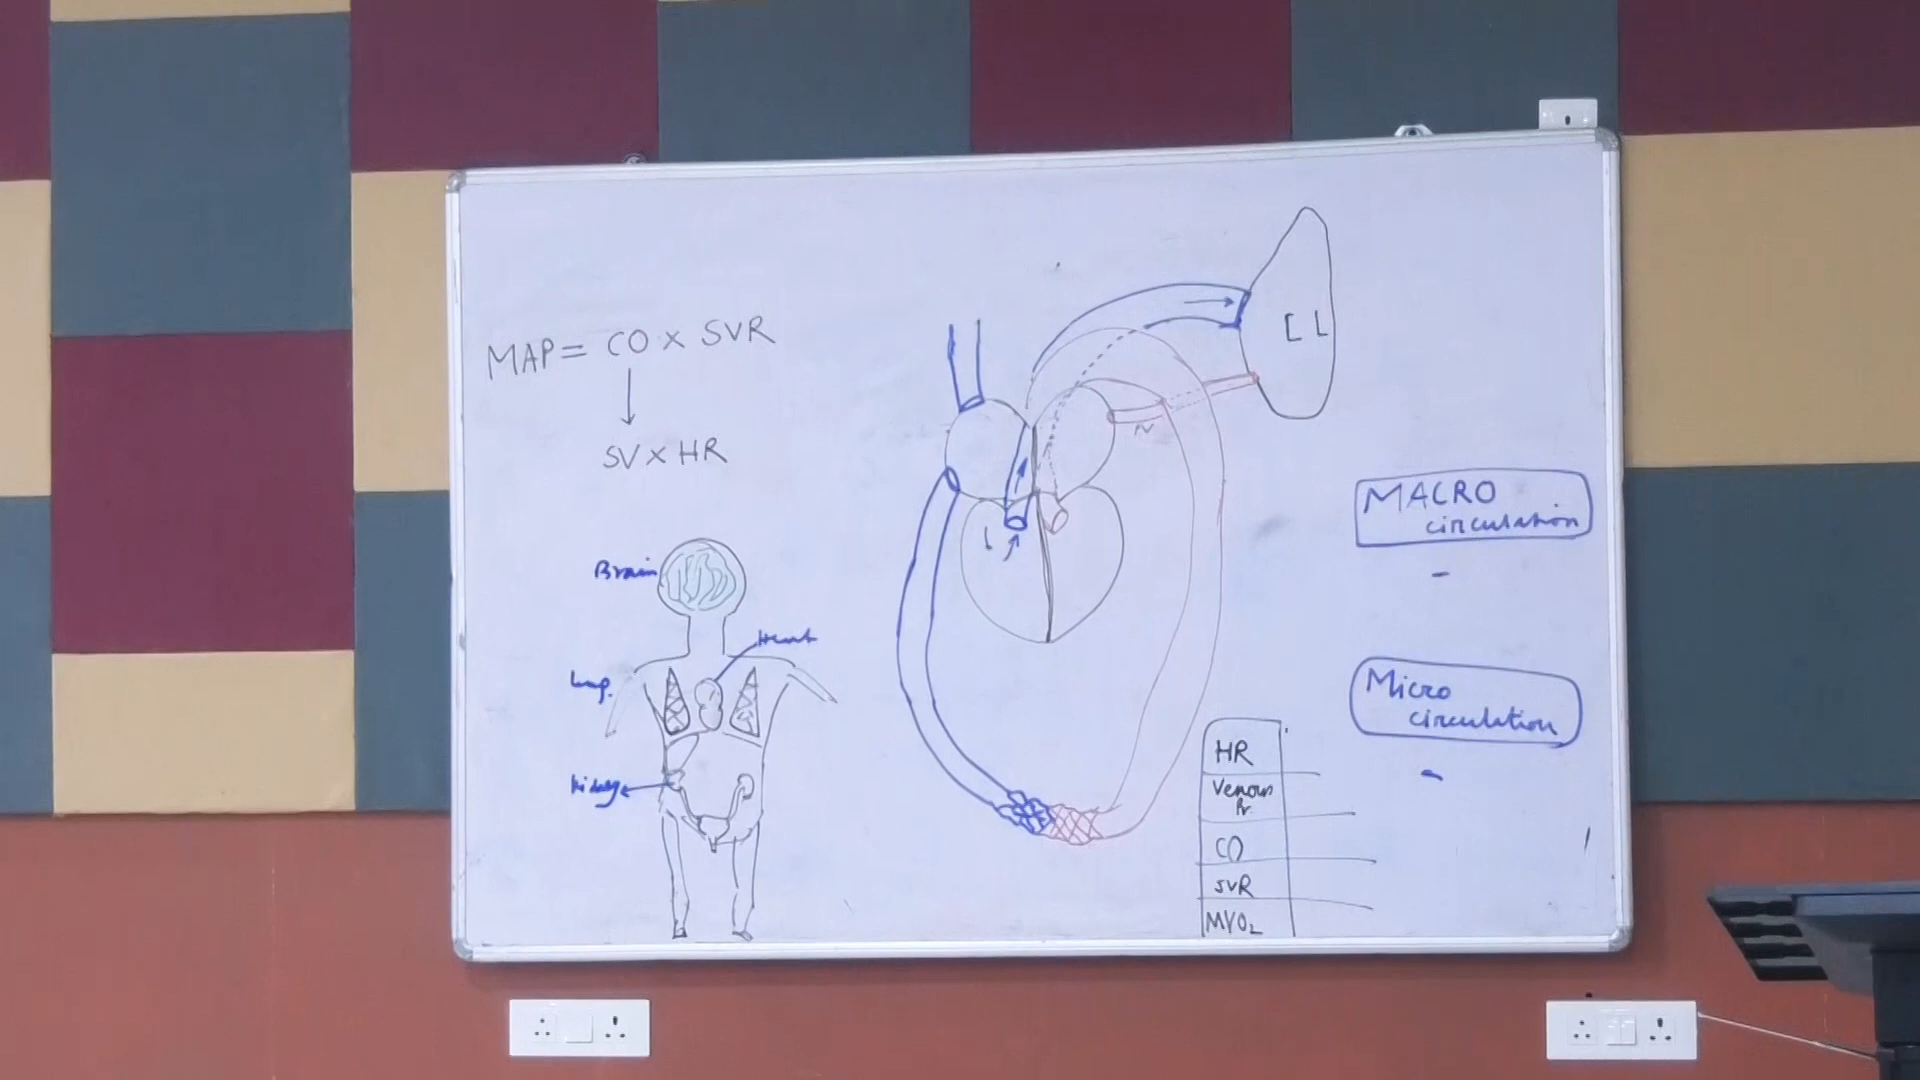 MAP = CO x SVR
SV x HR
Brain
Heart
Lung.
Kidney
[ L
PV
MACRO
circulation
Micro
circulation
HR
Venous
Pr.
CO
SVR
MVO₂